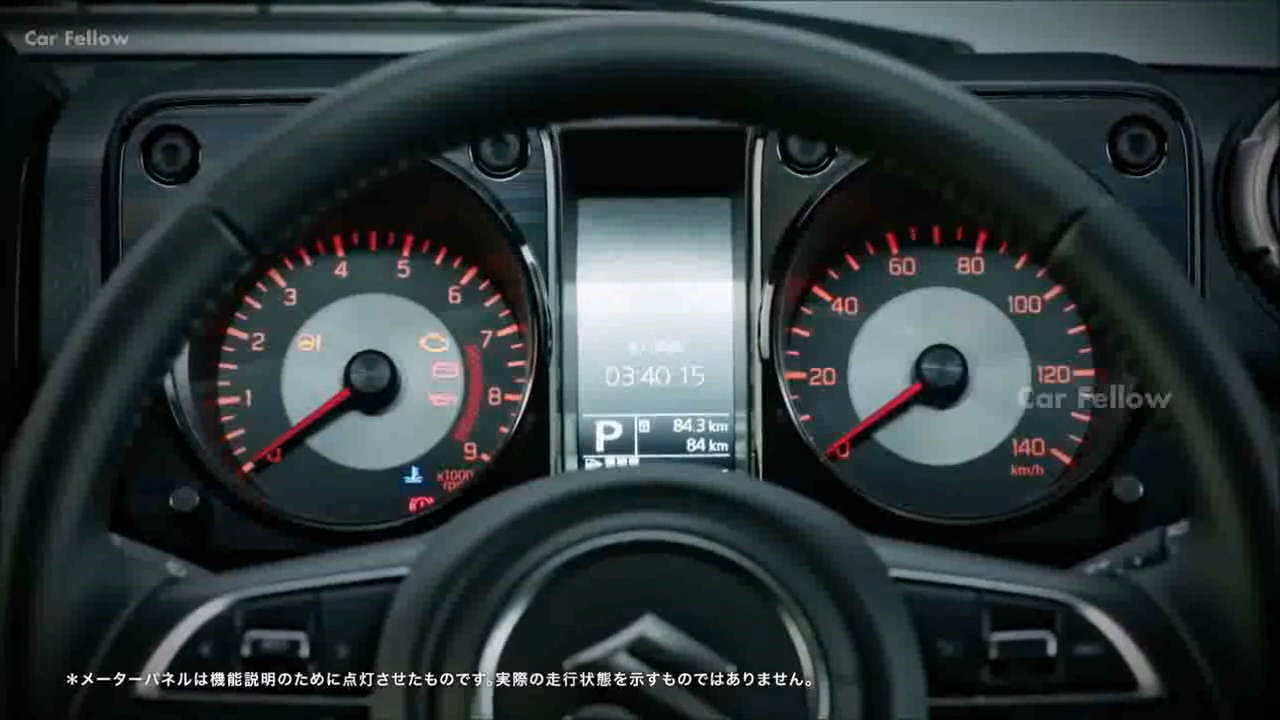 Car Fellow
4 5
3 6
2 7
1 8
0 9
x1000
rpm
03:40 15
P
84.3 km
84 km
60 80
40 100
20 120
Car Fellow
0 140
km/h
＊メーターパネルは機能説明のために点灯させたものです。実際の走行状態を示すものではありません。